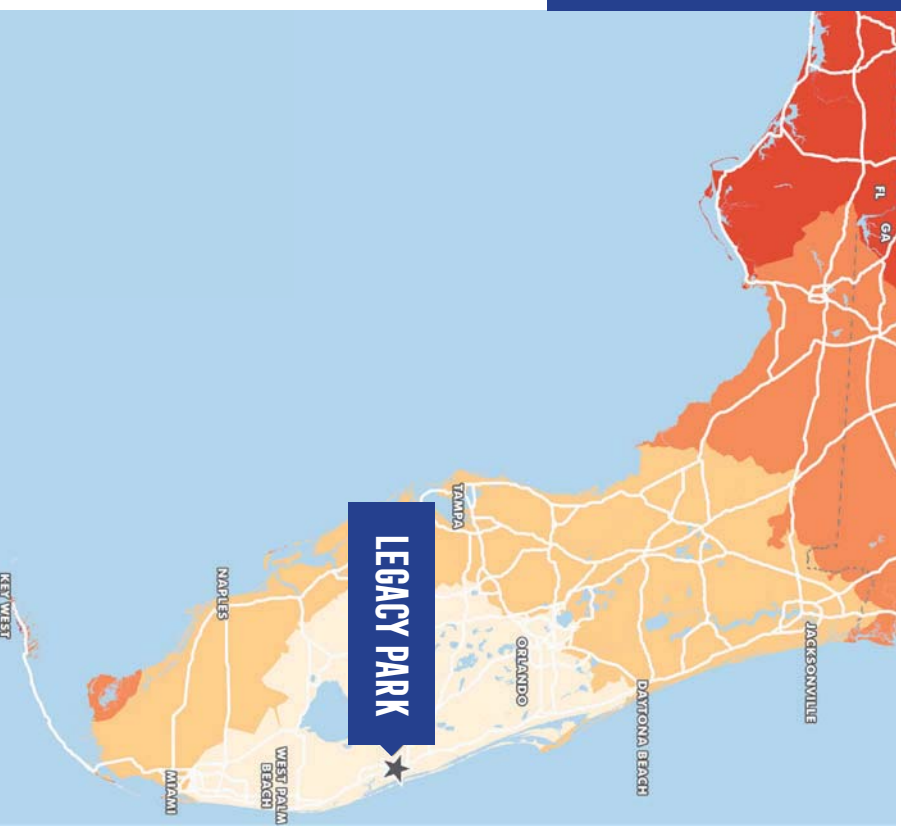 FL
GA
JACKSONVILLE
DAYTONA BEACH
ORLANDO
TAMPA
LEGACY PARK
WEST PALM
BEACH
NAPLES
MIAMI
KEY WEST